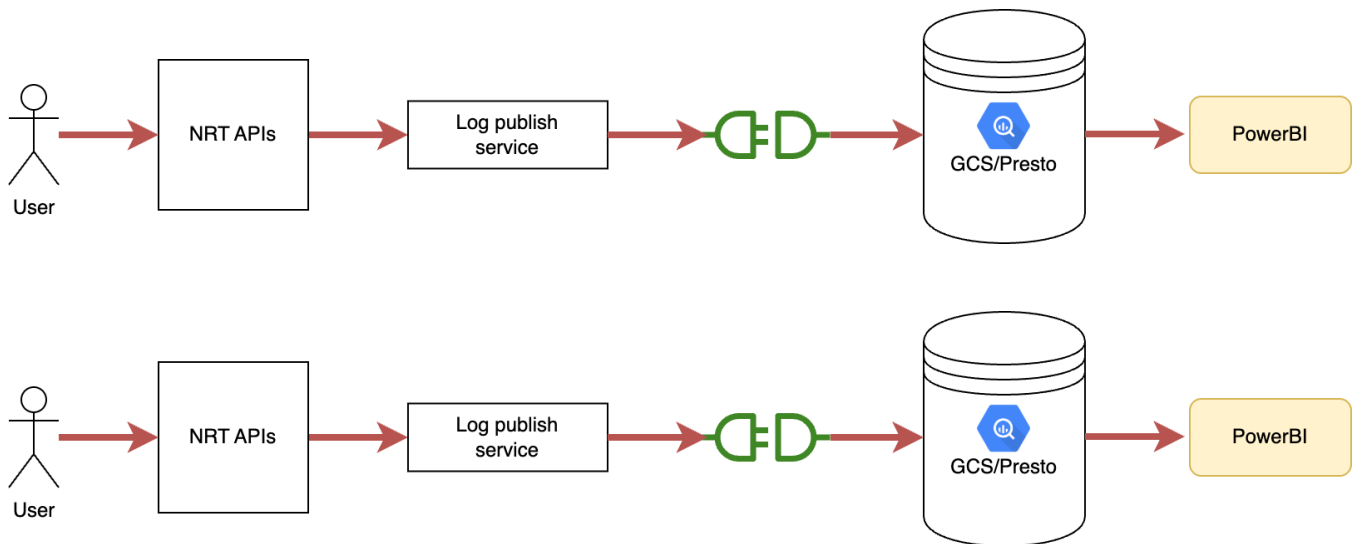 User
NRT APIs
Log publish
service
GCS/Presto
PowerBI
User
NRT APIs
Log publish
service
GCS/Presto
PowerBI